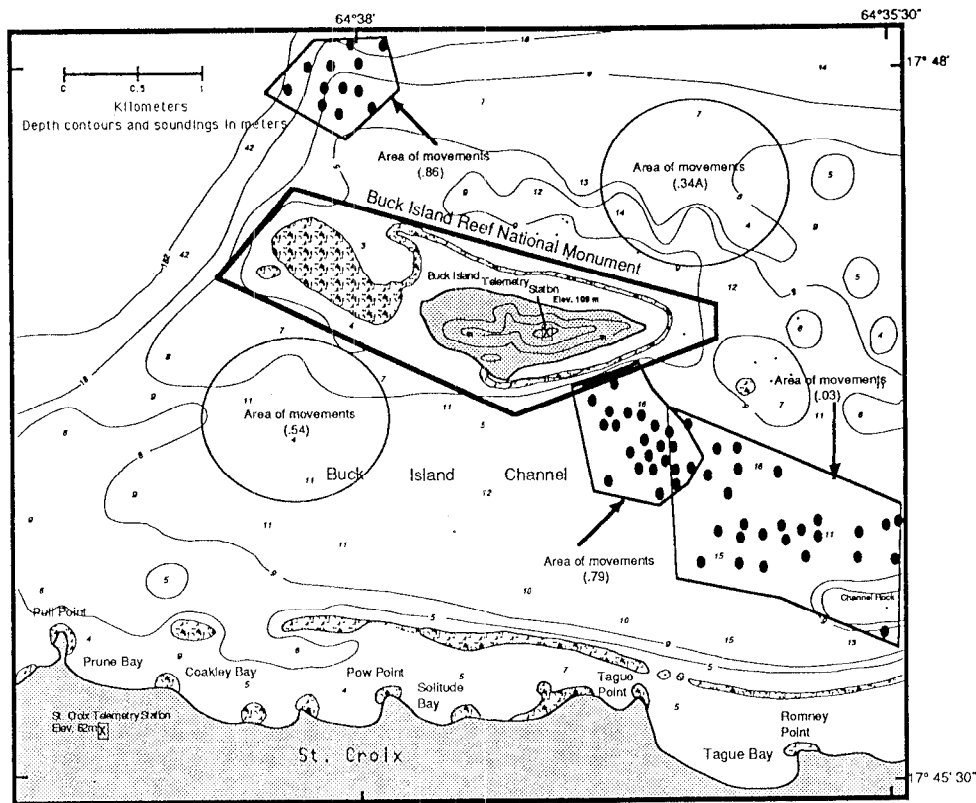 64°38'
64°35'30"
17° 48'
0 0.5 1
Kilometers
Depth contours and soundings in meters
Area of movements
(.86)
Area of movements
(.34A)
Buck Island Reef National Monument
Buck Island
Telemetry
Station
Elev. 109 m
Area of movements
(.54)
Area of movements
(.03)
Buck Island Channel
Area of movements
(.79)
Channel Rock
Pull Point
Prune Bay
Coakley Bay
Pow Point
Solitude
Bay
Tague
Point
Romney
Point
Tague Bay
St. Croix Telemetry Station
Elev. 62m X
St. Croix
17° 45' 30"